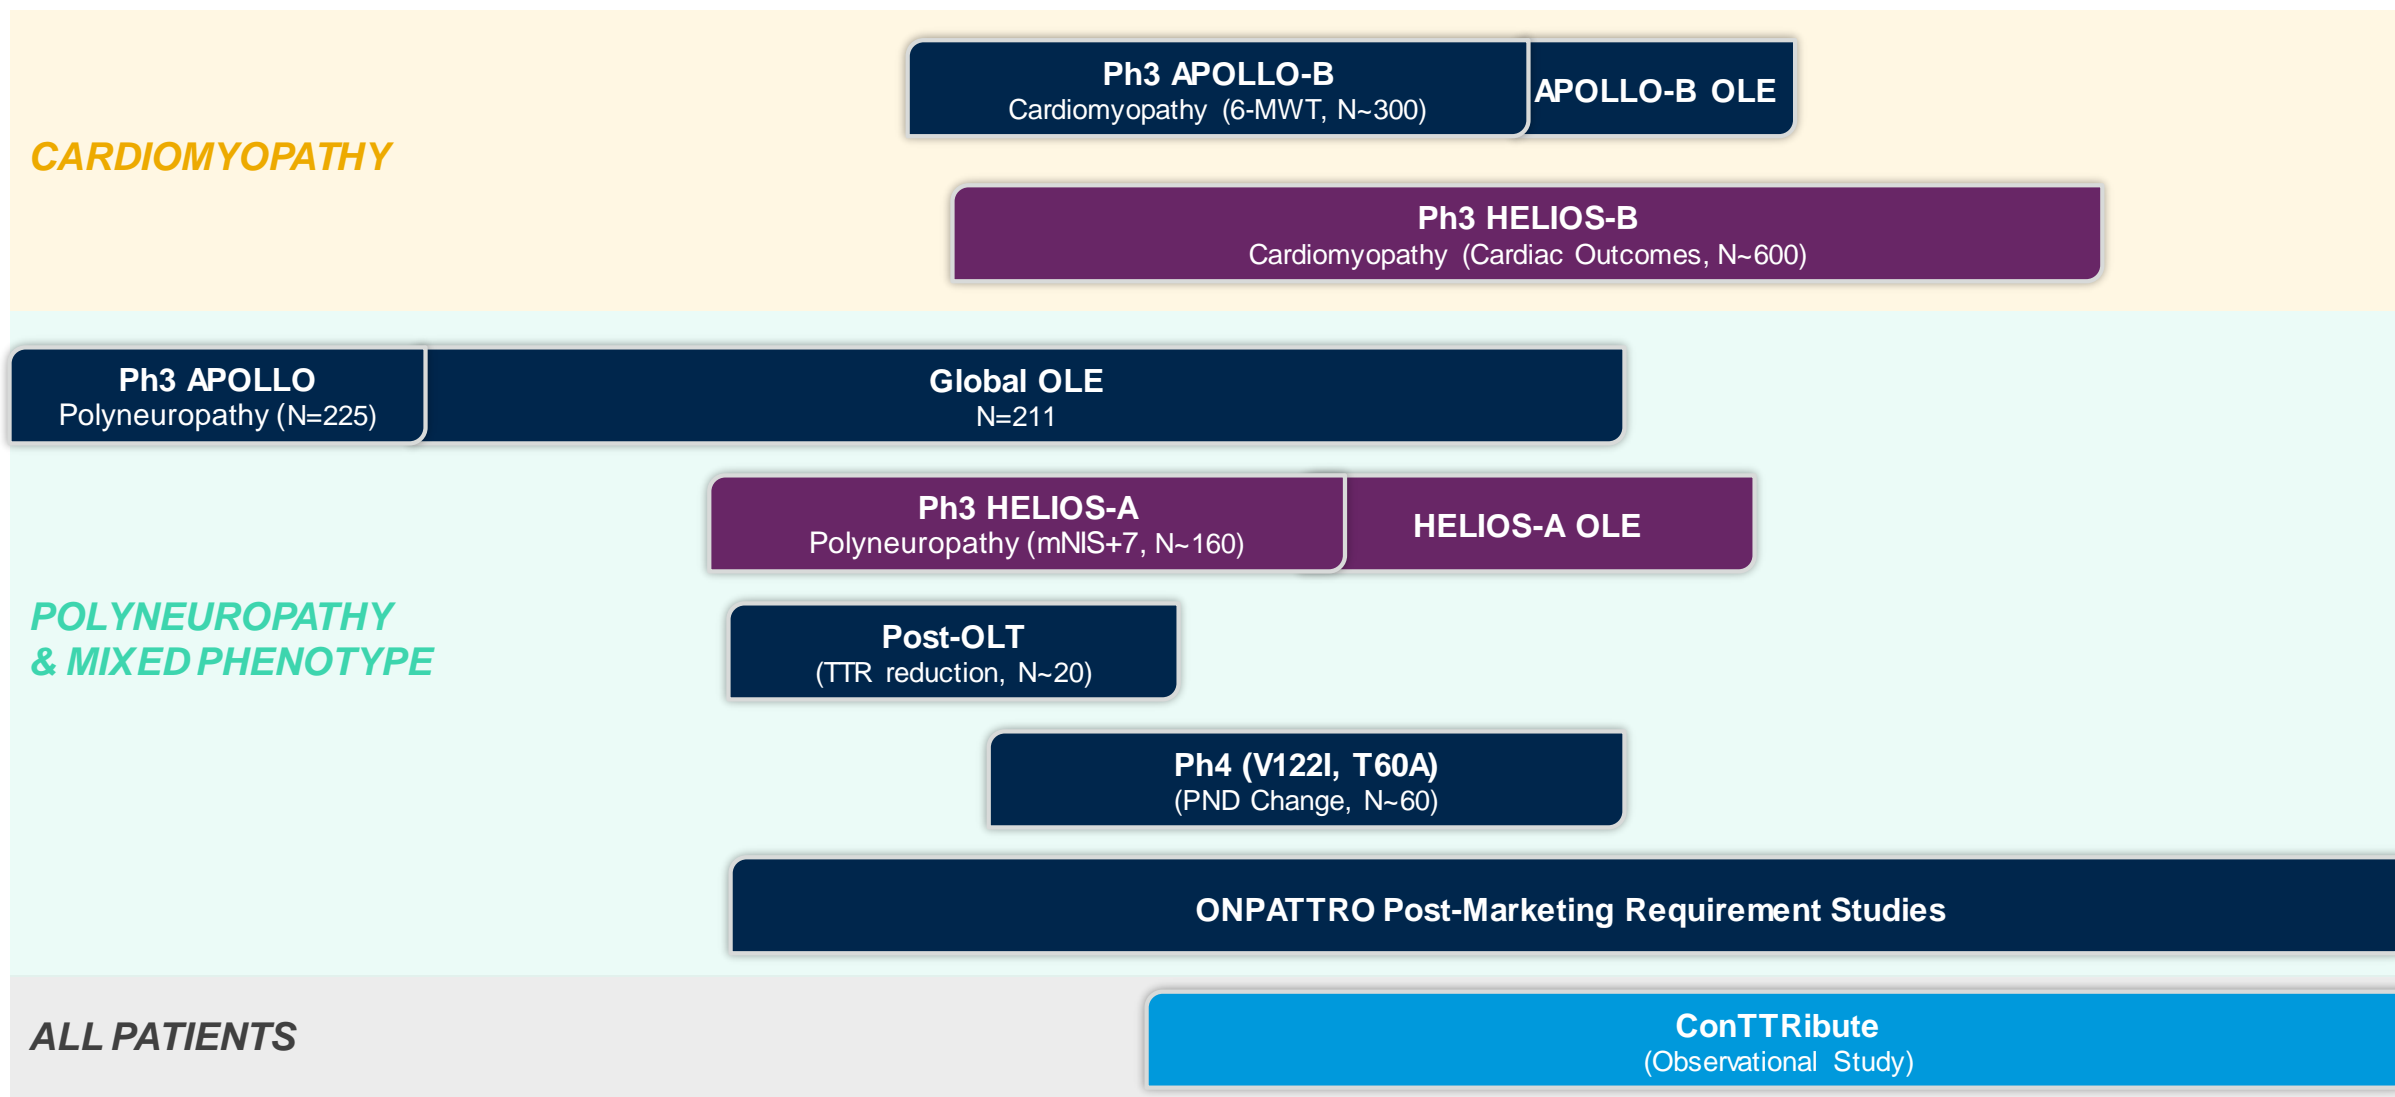 Ph3 APOLLO-B
Cardiomyopathy (6-MWT, N~300)
APOLLO-B OLE
CARDIOMYOPATHY
Ph3 HELIOS-B
Cardiomyopathy (Cardiac Outcomes, N~600)
Ph3 APOLLO
Polyneuropathy (N=225)
Global OLE
N=211
Ph3 HELIOS-A
Polyneuropathy (mNIS+7, N~160)
HELIOS-A OLE
POLYNEUROPATHY
& MIXED PHENOTYPE
Post-OLT
(TTR reduction, N~20)
Ph4 (V122I, T60A)
(PND Change, N~60)
ONPATTRO Post-Marketing Requirement Studies
ALL PATIENTS
ConTTRibute
(Observational Study)